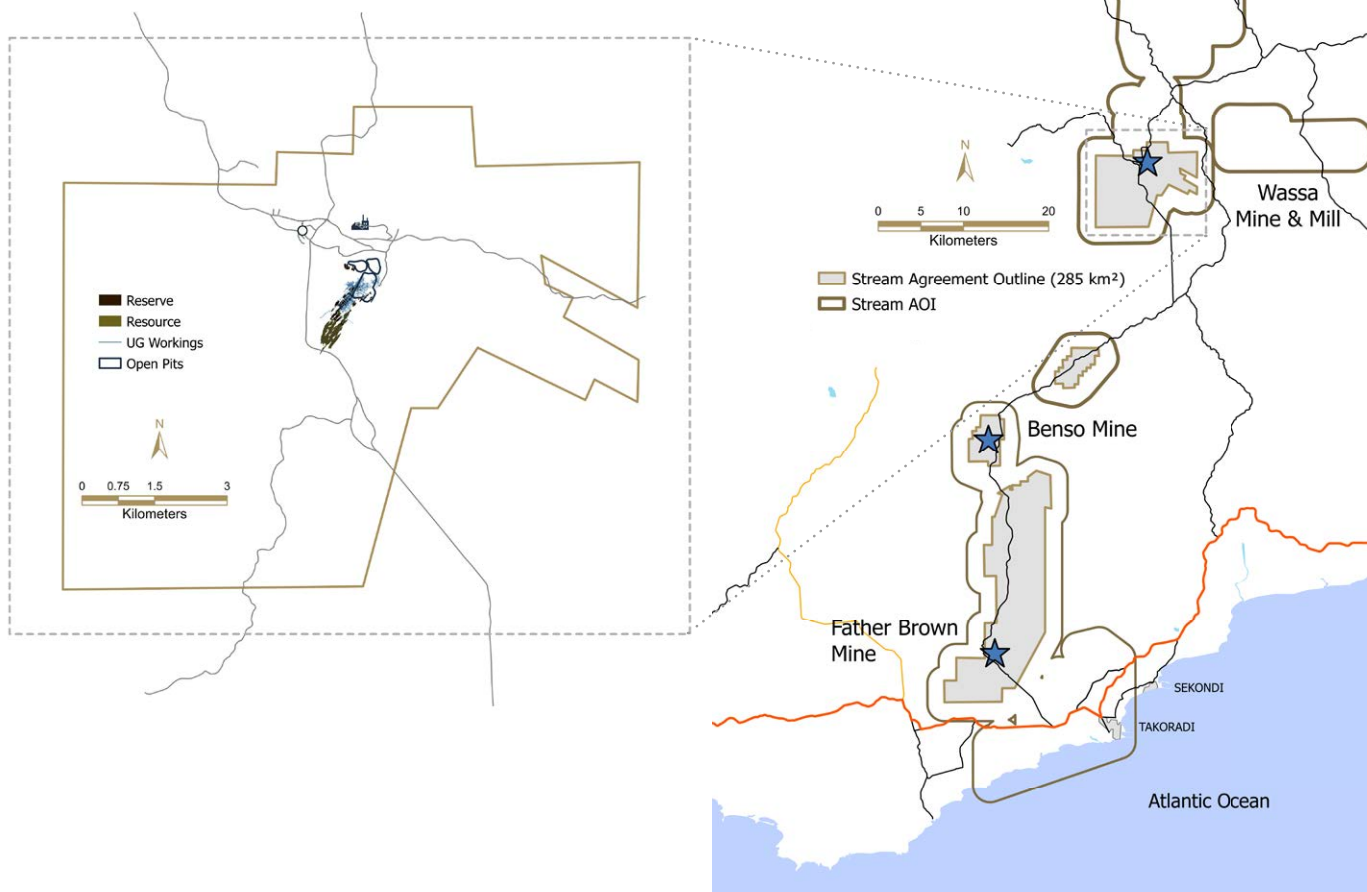 Reserve
Resource
UG Workings
Open Pits
N
0 0.75 1.5 3
Kilometers
N
0 5 10 20
Kilometers
Wassa
Mine & Mill
Stream Agreement Outline (285 km²)
Stream AOI
Benso Mine
Father Brown
Mine
SEKONDI
TAKORADI
Atlantic Ocean